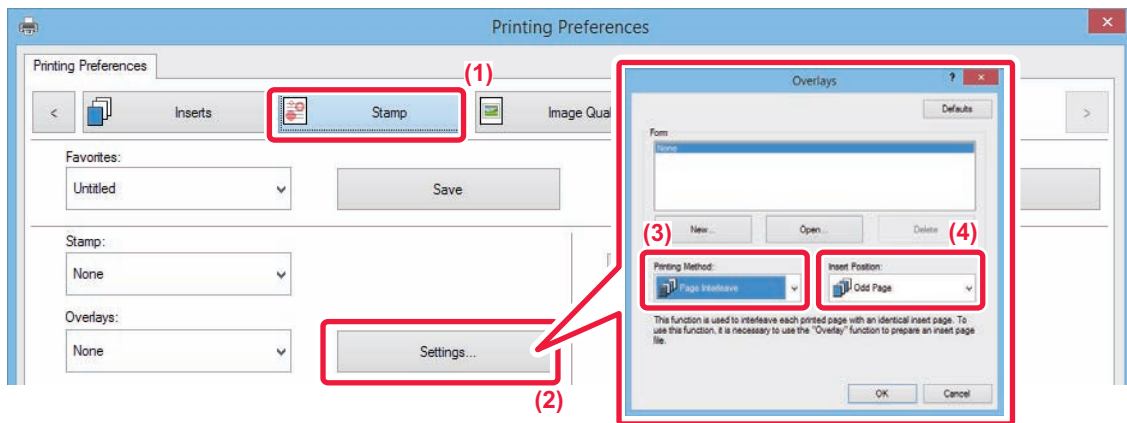 Printing Preferences
×
Printing Preferences
(1)
<
Inserts
Stamp
Image Qual
>
Favorites:
Untitled
Save
Stamp:
None
Overlays:
None
Settings...
(2)
Overlays
? ×
Defaults
Form
None
New...
Open...
Delete
(3)
(4)
Printing Method:
Insert Position:
Page Interleave
Odd Page
This function is used to interleave each printed page with an identical insert page. To
use this function, it is necessary to use the "Overlay" function to prepare an insert page
file.
OK
Cancel